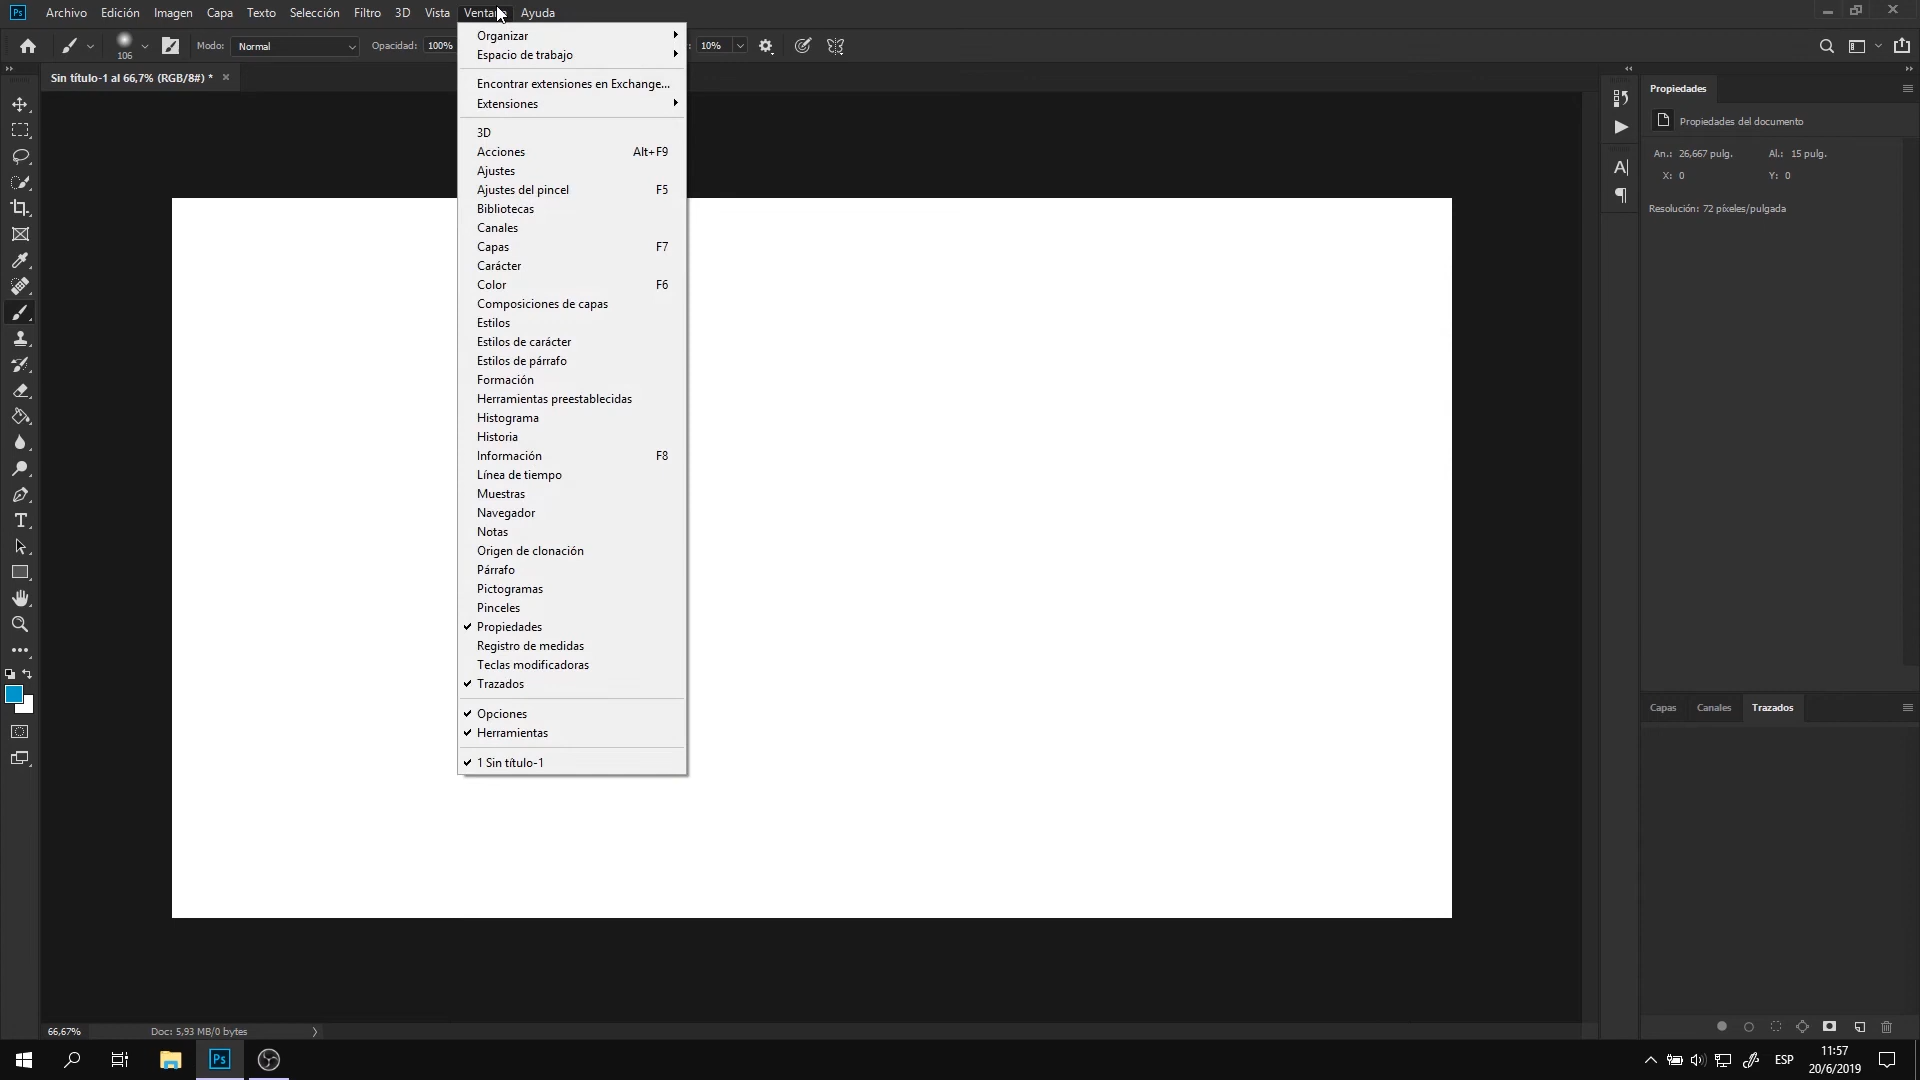 Ps Archivo Edición Imagen Capa Texto Selección Filtro 3D Vista Ventana Ayuda
106 Modo: Normal Opacidad: 100% : 10%
Sin título-1 al 66,7% (RGB/8#) * ×
Organizar
Espacio de trabajo
Encontrar extensiones en Exchange...
Extensiones
3D
Acciones Alt+F9
Ajustes
Ajustes del pincel F5
Bibliotecas
Canales
Capas F7
Carácter
Color F6
Composiciones de capas
Estilos
Estilos de carácter
Estilos de párrafo
Formación
Herramientas preestablecidas
Histograma
Historia
Información F8
Línea de tiempo
Muestras
Navegador
Notas
Origen de clonación
Párrafo
Pictogramas
Pinceles
Propiedades
Registro de medidas
Teclas modificadoras
Trazados
Opciones
Herramientas
1 Sin título-1
Propiedades
Propiedades del documento
An.: 26,667 pulg. Al.: 15 pulg.
X: 0 Y: 0
Resolución: 72 píxeles/pulgada
Capas Canales Trazados
66,67% Doc: 5,93 MB/0 bytes
Ps
ESP
11:57
20/6/2019